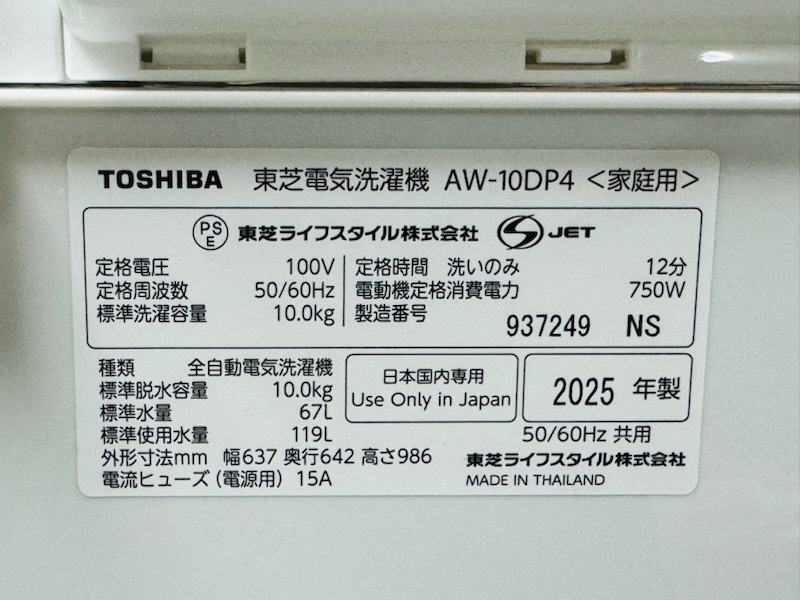 TOSHIBA 東芝電気洗濯機 AW-10DP4 <家庭用>
PSE 東芝ライフスタイル株式会社 S JET
定格電圧 100V
定格周波数 50/60Hz
標準洗濯容量 10.0kg
定格時間 洗いのみ 12分
電動機定格消費電力 750W
製造番号 937249 NS
種類 全自動電気洗濯機
標準脱水容量 10.0kg
標準水量 67L
標準使用水量 119L
外形寸法mm 幅637 奥行642 高さ986
電流ヒューズ(電源用) 15A
日本国内専用
Use Only in Japan
2025 年製
50/60Hz 共用
東芝ライフスタイル株式会社
MADE IN THAILAND